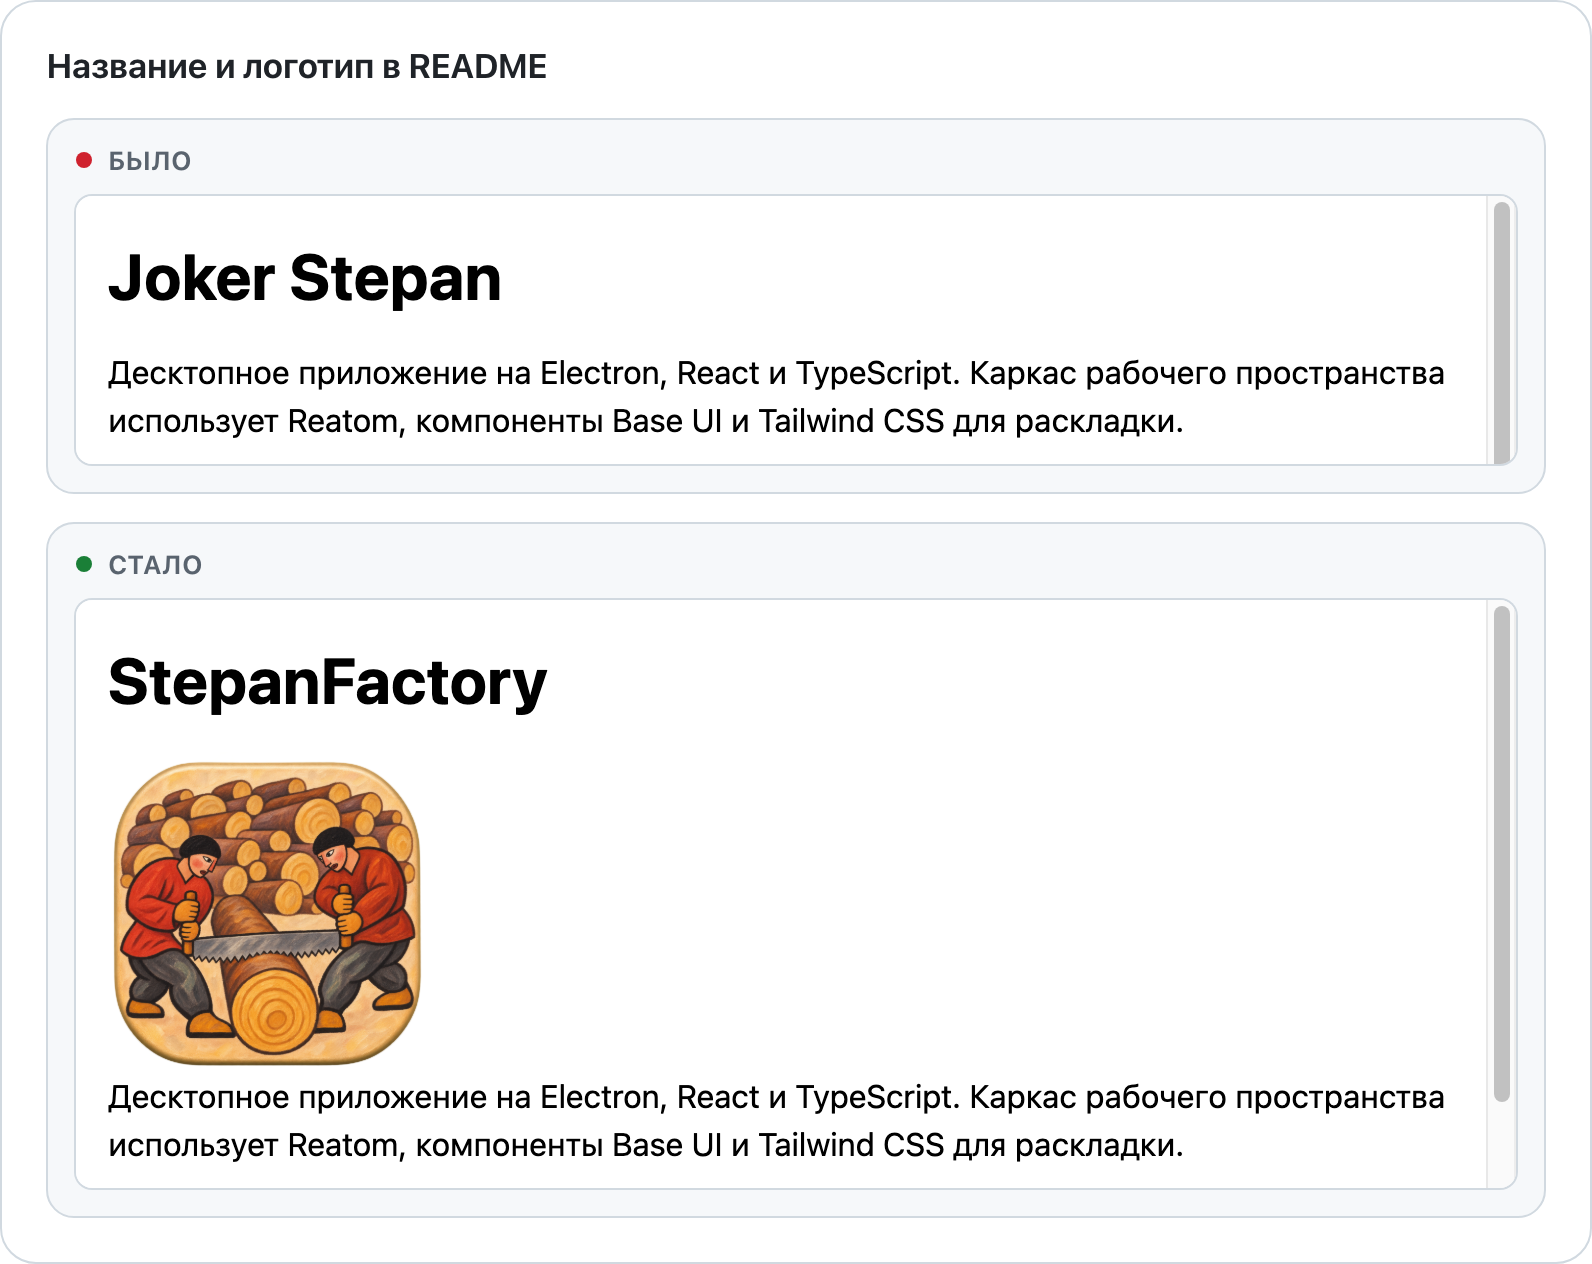 Название и логотип в README
БЫЛО
Joker Stepan
Десктопное приложение на Electron, React и TypeScript. Каркас рабочего пространства
использует Reatom, компоненты Base UI и Tailwind CSS для раскладки.
СТАЛО
StepanFactory
Десктопное приложение на Electron, React и TypeScript. Каркас рабочего пространства
использует Reatom, компоненты Base UI и Tailwind CSS для раскладки.